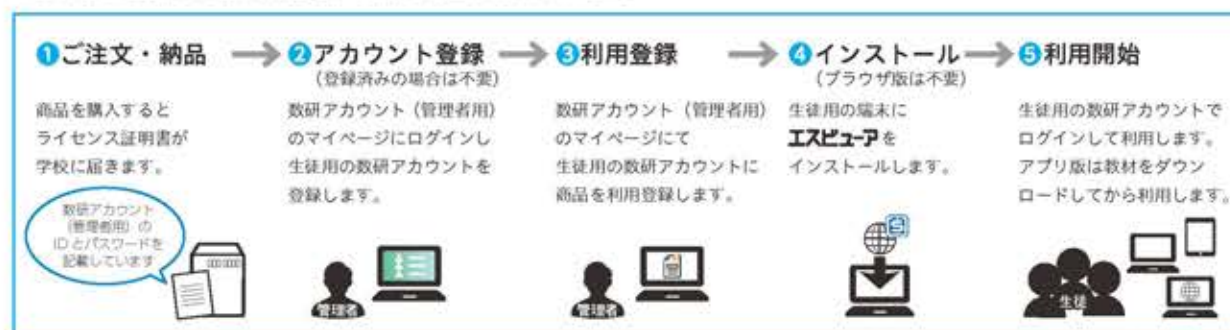 ❶ご注文・納品
商品を購入すると
ライセンス証明書が
学校に届きます。
数研アカウント
(管理者用)の
IDとパスワードを
記載しています
❷アカウント登録
(登録済みの場合は不要)
数研アカウント(管理者用)
のマイページにログインし
生徒用の数研アカウントを
登録します。
管理者
❸利用登録
数研アカウント(管理者用)
のマイページにて
生徒用の数研アカウントに
商品を利用登録します。
管理者
❹インストール
(ブラウザ版は不要)
生徒用の端末に
エスビューアを
インストールします。
S
❺利用開始
生徒用の数研アカウントで
ログインして利用します。
アプリ版は教材をダウン
ロードしてから利用します。
生徒